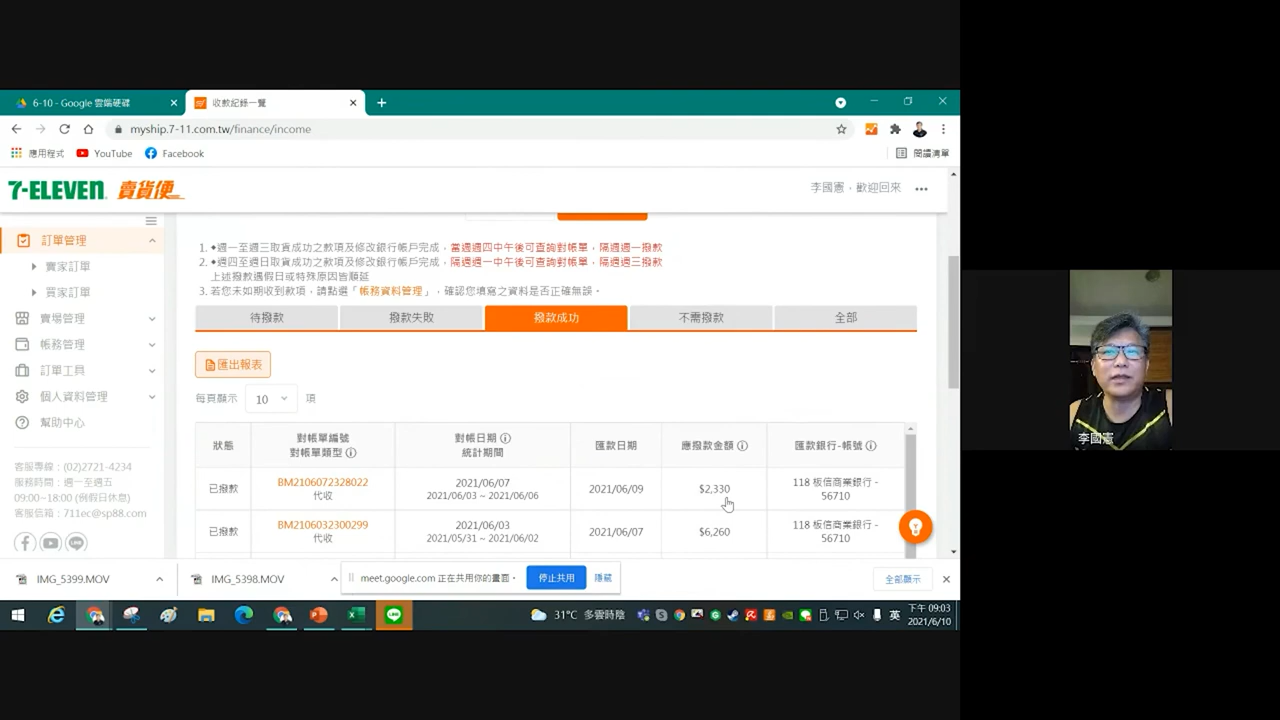 6-10 - Google 雲端硬碟
收款記錄一覽
myship.7-11.com.tw/finance/income
應用程式 YouTube Facebook 閱讀清單
7-ELEVEN 賣貨便 李國憲，歡迎回來
訂單管理
賣家訂單
買家訂單
賣場管理
帳務管理
訂單工具
個人資料管理
幫助中心
客服專線：(02)2721-4234
服務時間：週一至週五
09:00~18:00 (例假日休息)
客服信箱：711ec@sp88.com
1. ◆週一至週三取貨成功之款項及修改銀行帳戶完成，當週週四中午後可查詢對帳單，隔週週一撥款
2. ◆週四至週日取貨成功之款項及修改銀行帳戶完成，隔週週一中午後可查詢對帳單，隔週週三撥款
上述撥款遇假日或特殊原因皆順延
3. 若您未如期收到款項，請點選「帳務資料管理」，確認您填寫之資料是否正確無誤。
待撥款 撥款失敗 撥款成功 不需撥款 全部
匯出報表
每頁顯示 10 項
狀態 對帳單編號 對帳日期 匯款日期 應撥款金額 匯款銀行-帳號
對帳單類型 統計期間
已撥款 BM2106072328022 2021/06/07 2021/06/09 $2,330 118 板信商業銀行 -
代收 2021/06/03 ~ 2021/06/06 56710
已撥款 BM2106032300299 2021/06/03 2021/06/07 $6,260 118 板信商業銀行 -
代收 2021/05/31 ~ 2021/06/02 56710
IMG_5399.MOV IMG_5398.MOV meet.google.com 正在共用你的畫面。 停止共用 隱藏 全部顯示
31°C 多雲時陰 英 下午 09:03
2021/6/10
李國憲